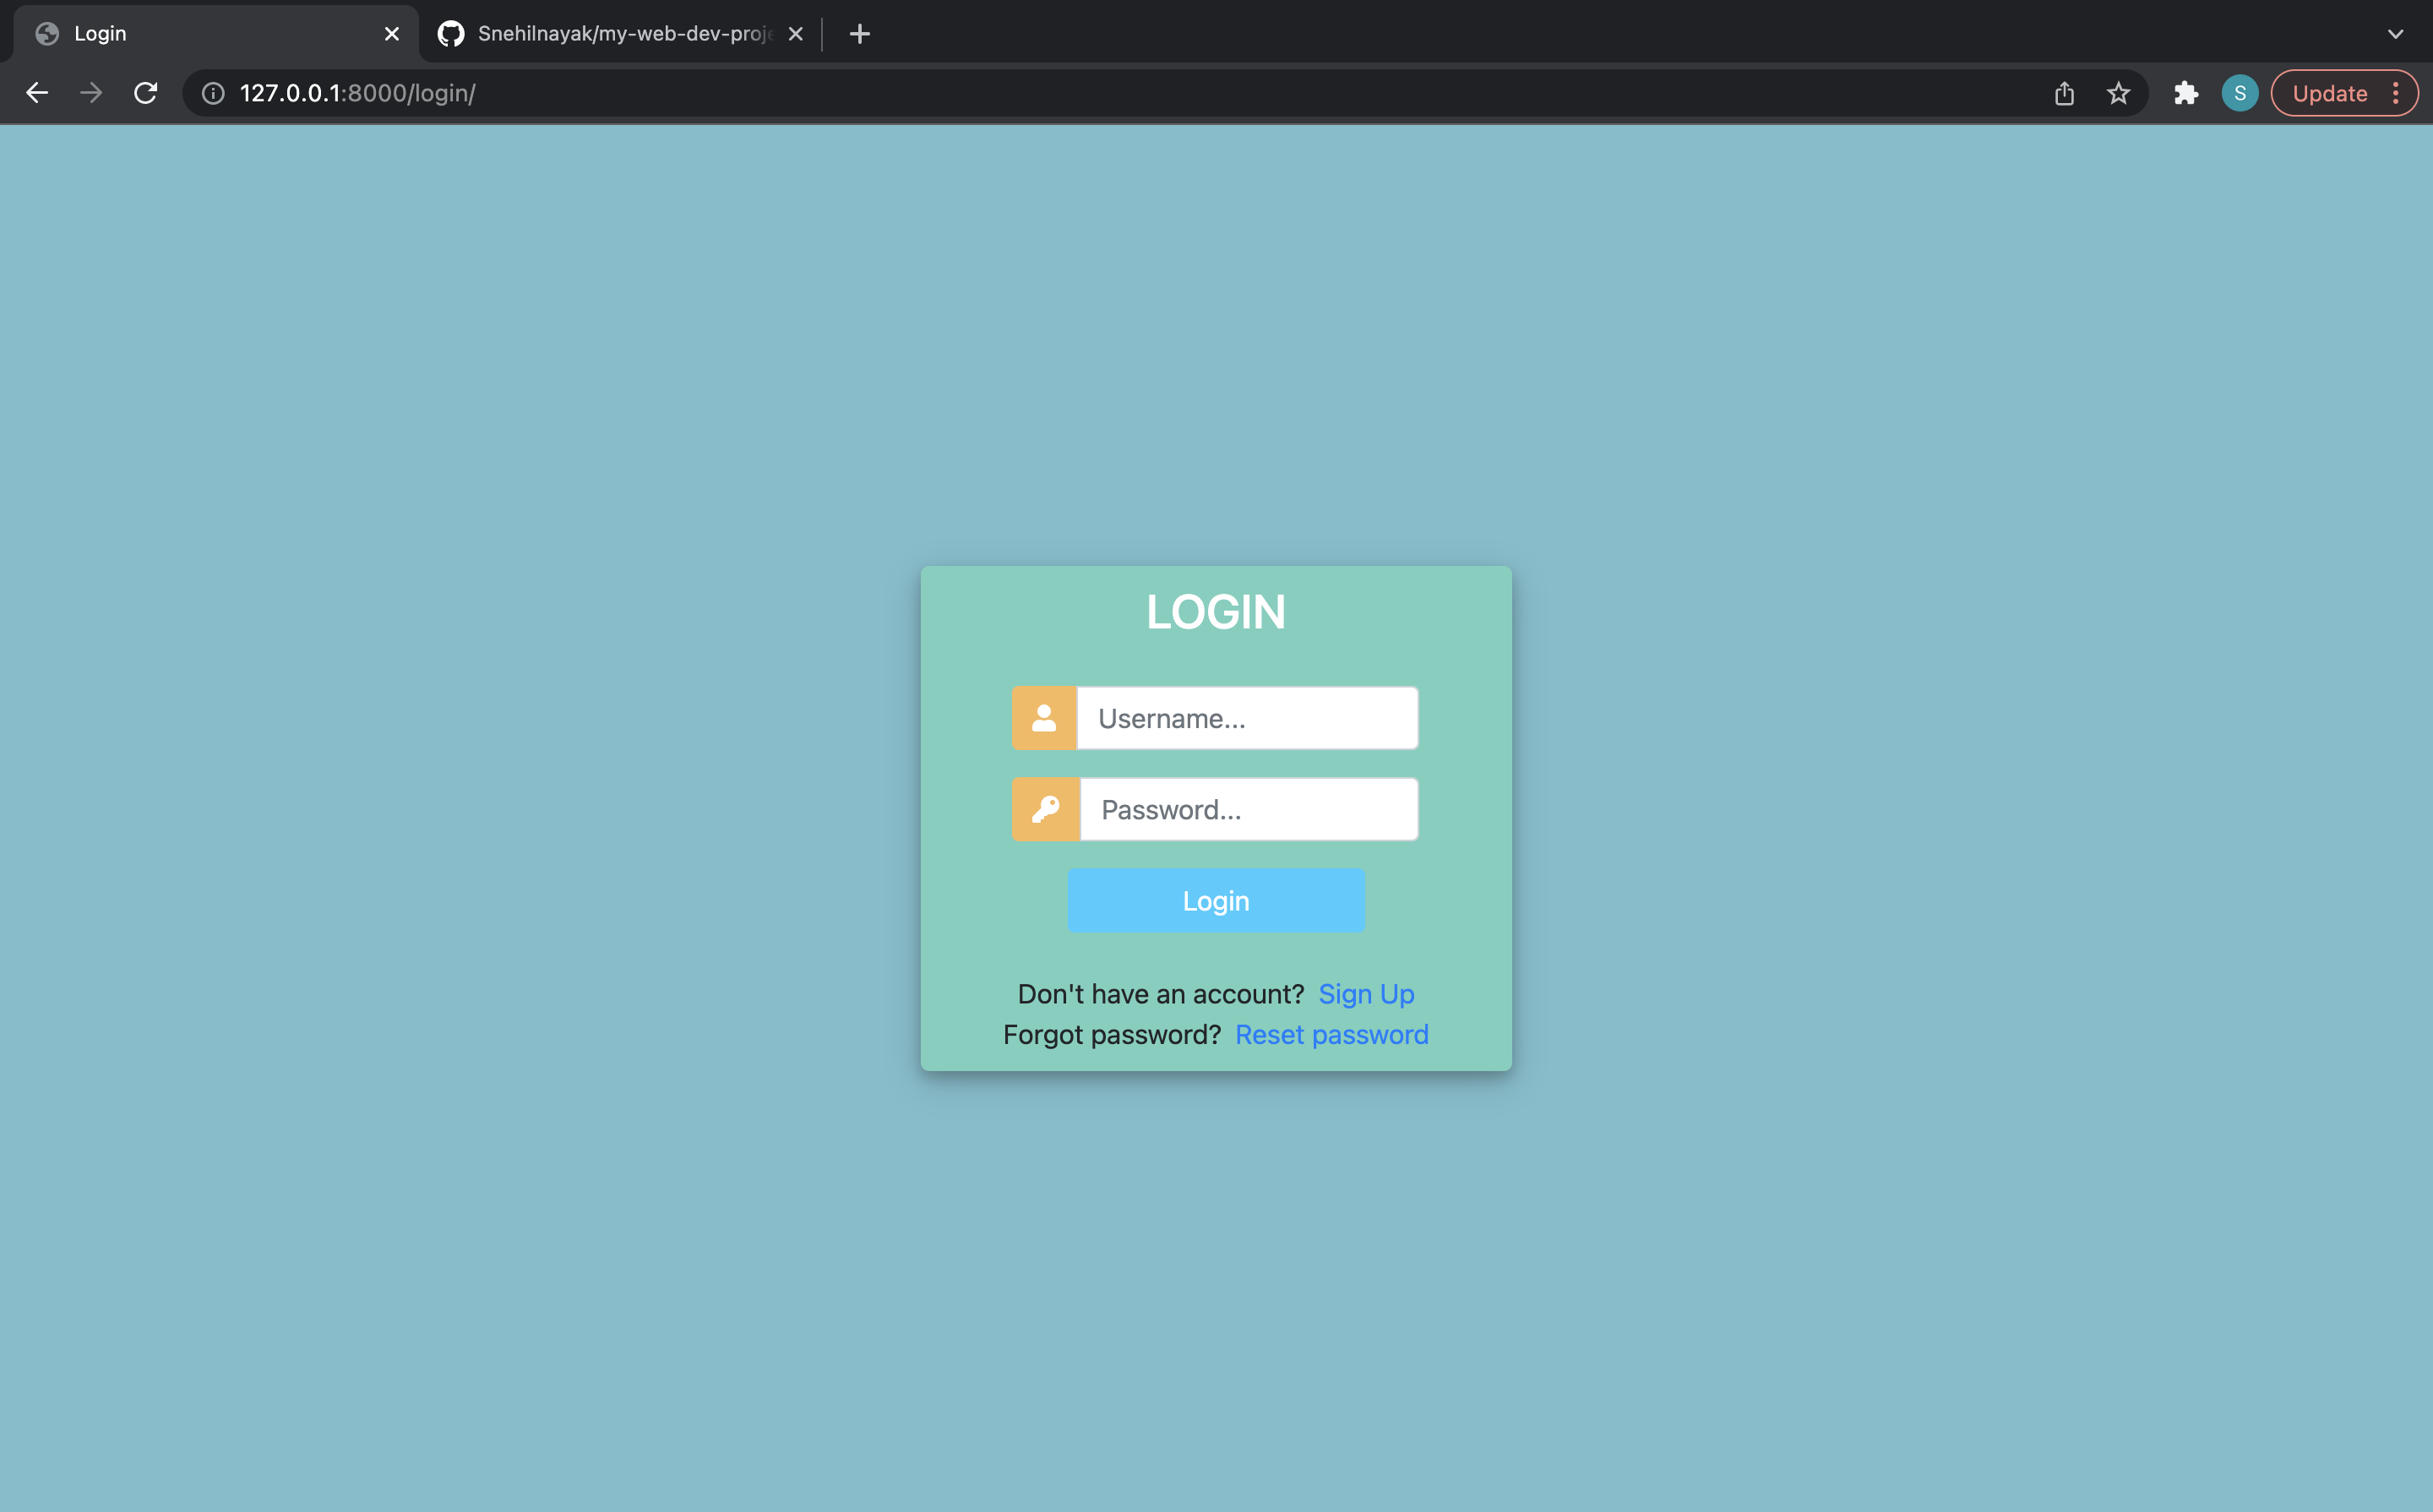 Login
Snehilnayak/my-web-dev-proje
127.0.0.1:8000/login/
S
Update
LOGIN
Username...
Password...
Login
Don't have an account? Sign Up
Forgot password? Reset password